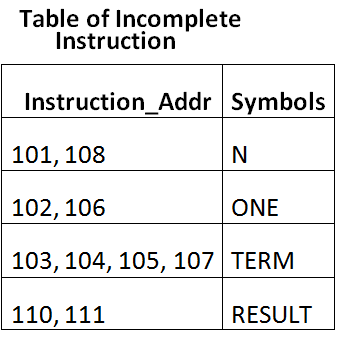 Table of Incomplete
Instruction
Instruction_Addr Symbols
101, 108 N
102, 106 ONE
103, 104, 105, 107 TERM
110, 111 RESULT